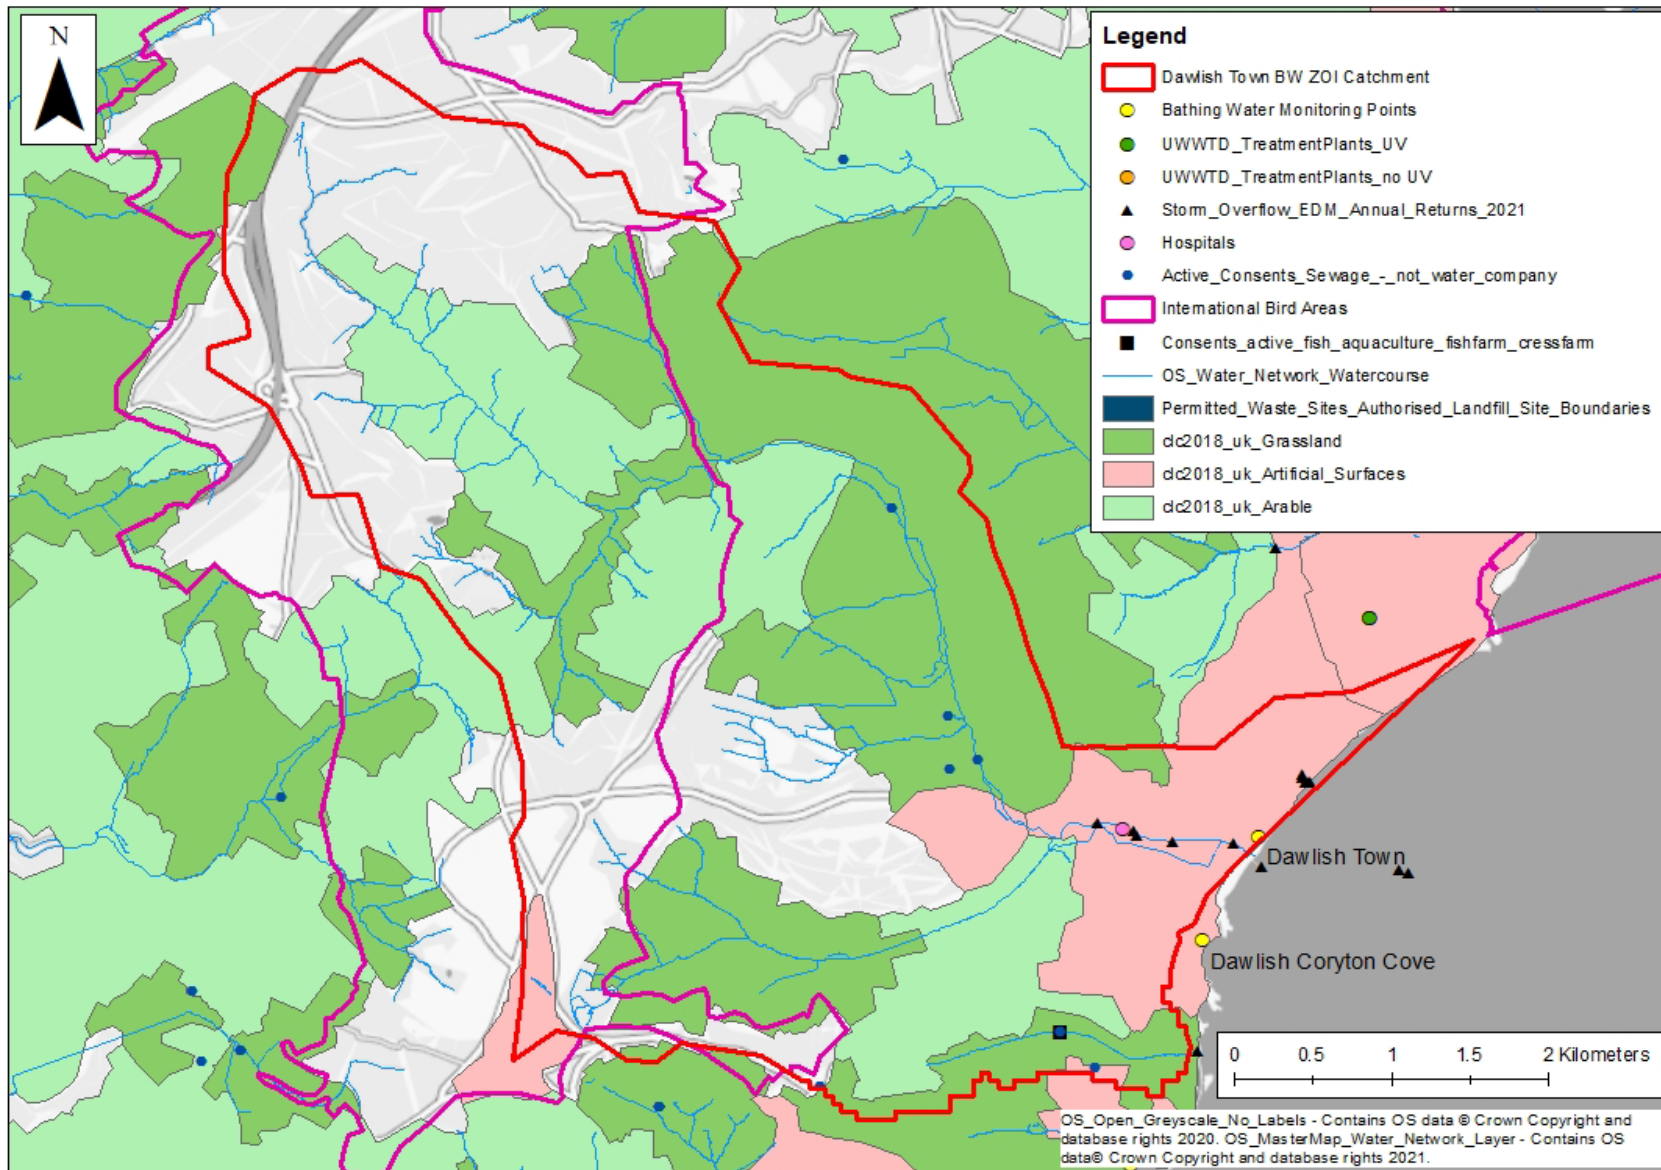 N
Legend
Dawlish Town BW ZOI Catchment
Bathing Water Monitoring Points
UWWTD_TreatmentPlants_UV
UWWTD_TreatmentPlants_no UV
Storm_Overflow_EDM_Annual_Returns_2021
Hospitals
Active_Consents_Sewage_-_not_water_company
International Bird Areas
Consents_active_fish_aquaculture_fishfarm_cressfarm
OS_Water_Network_Watercourse
Permitted_Waste_Sites_Authorised_Landfill_Site_Boundaries
clc2018_uk_Grassland
clc2018_uk_Artificial_Surfaces
clc2018_uk_Arable
Dawlish Town
Dawlish Coryton Cove
0 0.5 1 1.5 2 Kilometers
OS_Open_Greyscale_No_Labels - Contains OS data © Crown Copyright and
database rights 2020. OS_MasterMap_Water_Network_Layer - Contains OS
data© Crown Copyright and database rights 2021.